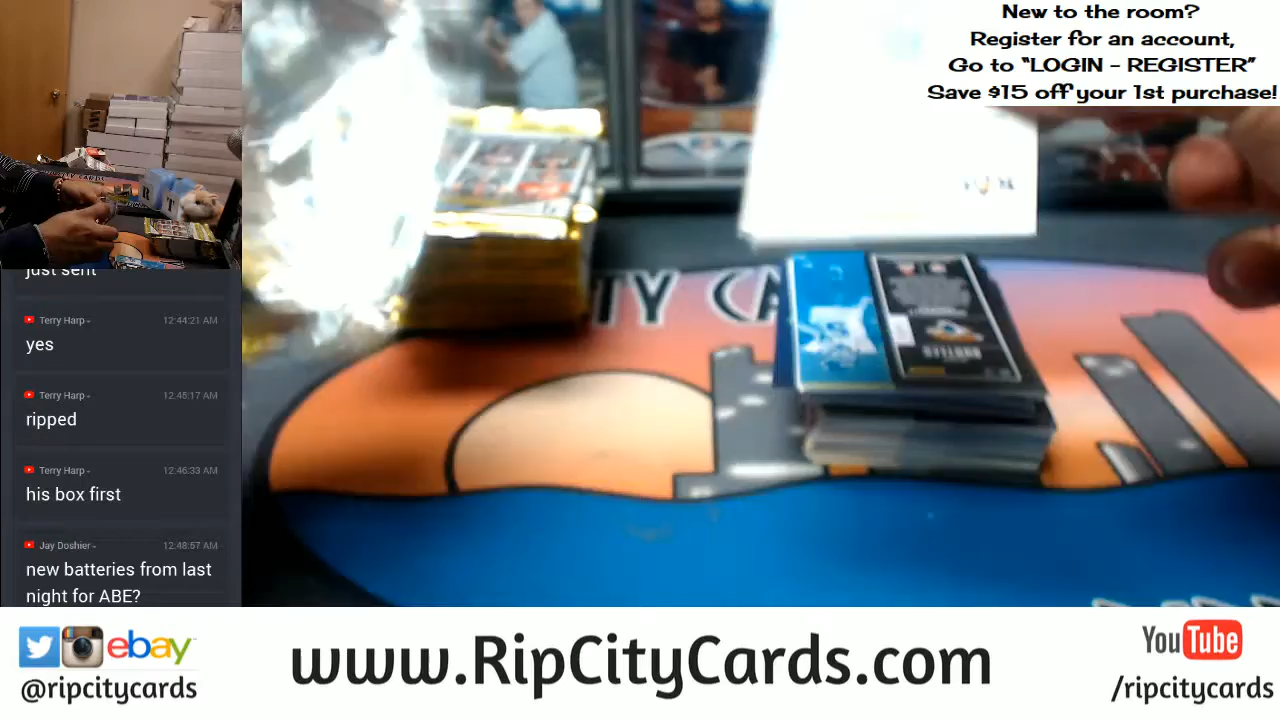 New to the room?
Register for an account,
Go to "LOGIN - REGISTER"
Save $15 off your 1st purchase!
just sent
Terry Harp
12:44:21 AM
yes
Terry Harp
12:45:17 AM
ripped
Terry Harp
12:46:33 AM
his box first
Jay Doshier
12:48:57 AM
new batteries from last
night for ABE?
R
T
TY CA
ebay
@ripcitycards
www.RipCityCards.com
YouTube
/ripcitycards